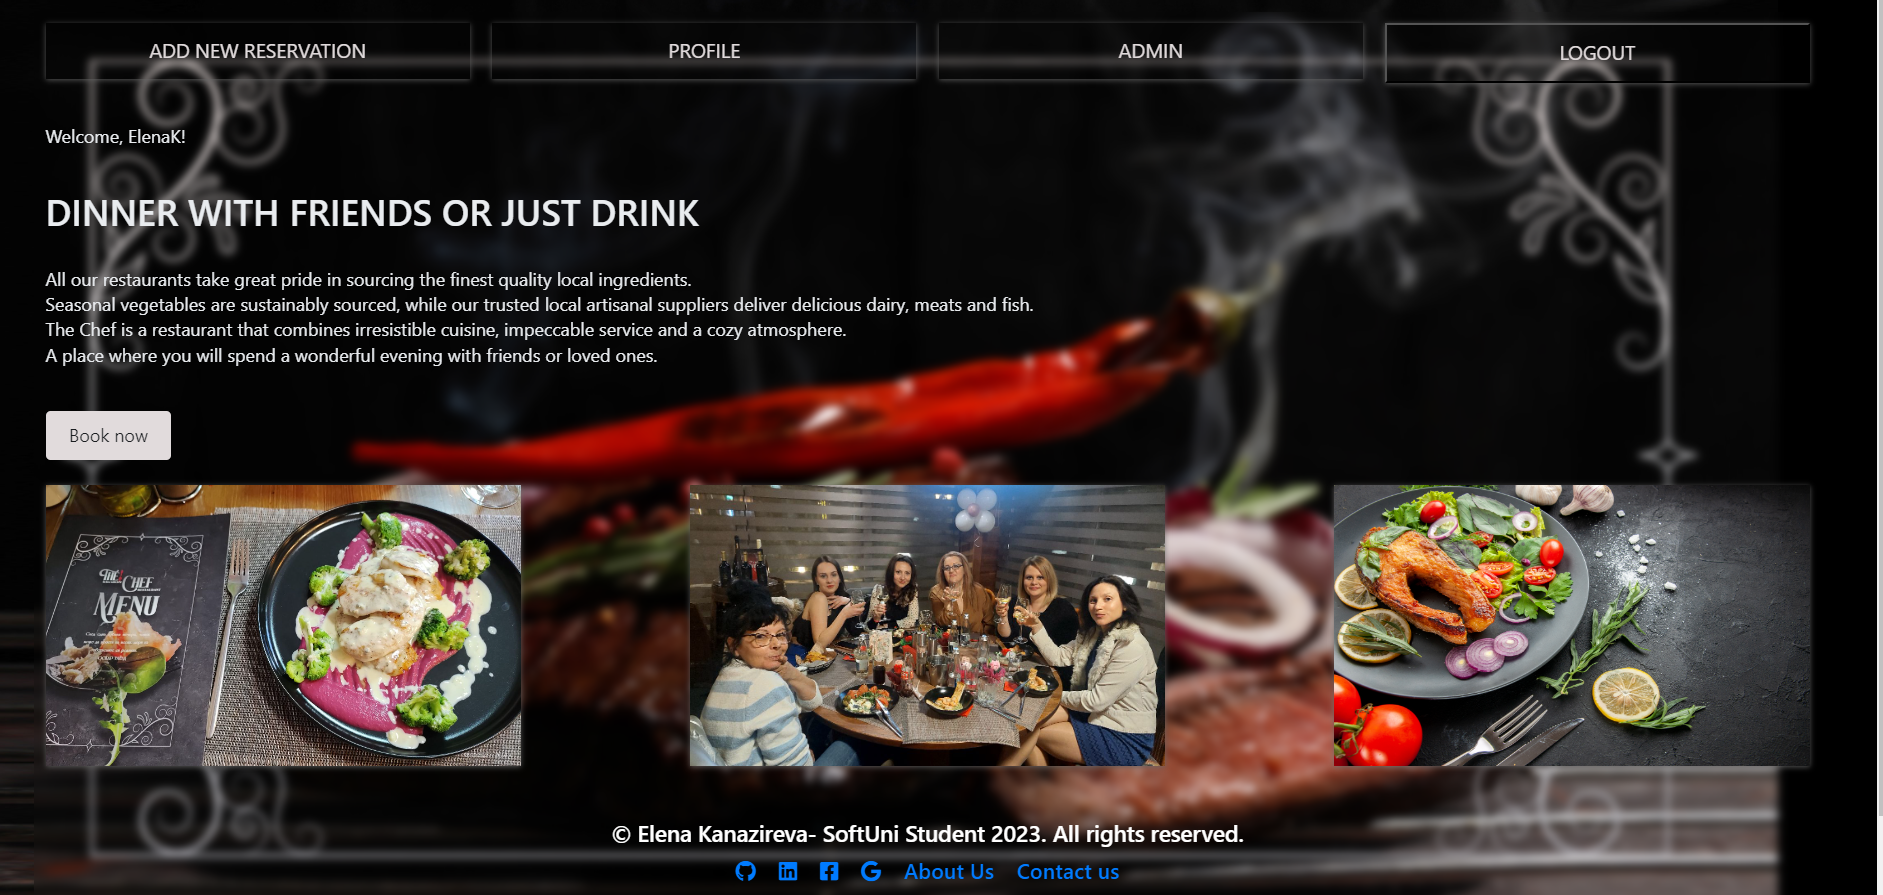 ADD NEW RESERVATION
PROFILE
ADMIN
LOGOUT
Welcome, ElenaK!
DINNER WITH FRIENDS OR JUST DRINK
All our restaurants take great pride in sourcing the finest quality local ingredients.
Seasonal vegetables are sustainably sourced, while our trusted local artisanal suppliers deliver delicious dairy, meats and fish.
The Chef is a restaurant that combines irresistible cuisine, impeccable service and a cozy atmosphere.
A place where you will spend a wonderful evening with friends or loved ones.
Book now
THE CHEF
MENU
© Elena Kanazireva- SoftUni Student 2023. All rights reserved.
About Us
Contact us